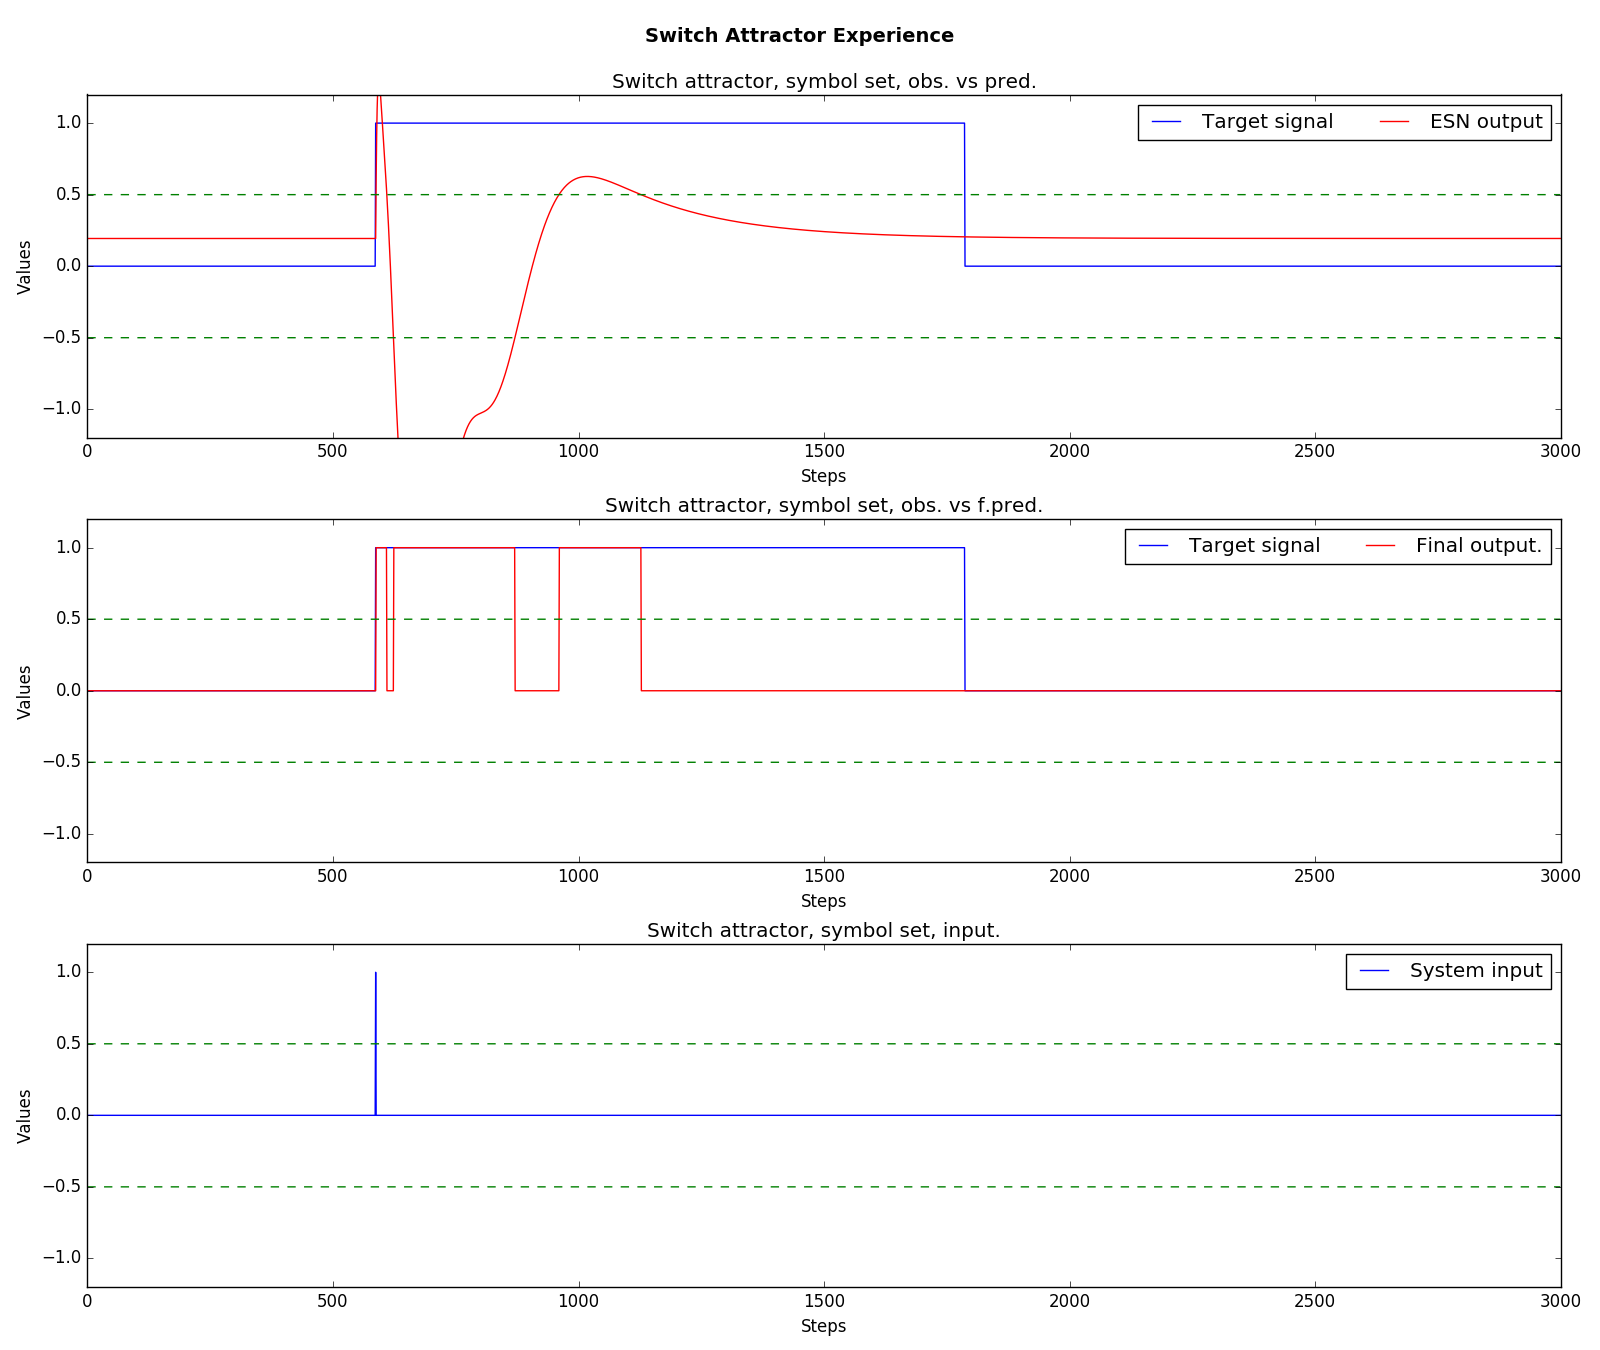 Switch Attractor Experience
Switch attractor, symbol set, obs. vs pred.
Target signal ESN output
1.0
0.5
0.0
−0.5
−1.0
Values
0 500 1000 1500 2000 2500 3000
Steps
Switch attractor, symbol set, obs. vs f.pred.
Target signal Final output.
1.0
0.5
0.0
−0.5
−1.0
Values
0 500 1000 1500 2000 2500 3000
Steps
Switch attractor, symbol set, input.
System input
1.0
0.5
0.0
−0.5
−1.0
Values
0 500 1000 1500 2000 2500 3000
Steps